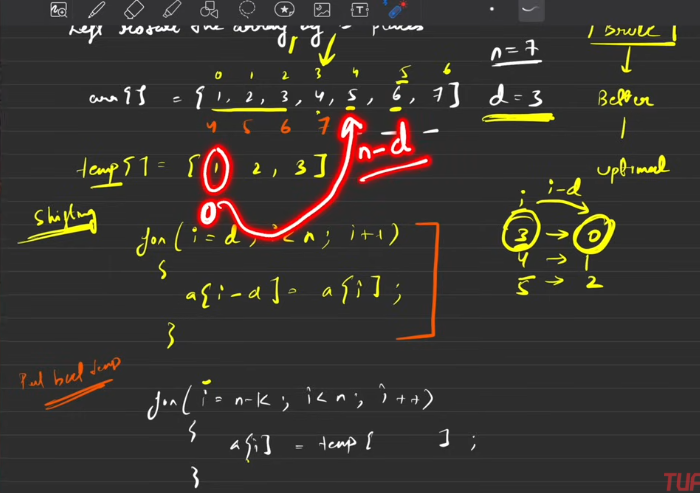 Left rotate the array by places
| Brute |
n = 7
0 1 2 3 4 5 6
arr[] = {1, 2, 3, 4, 5, 6, 7]
d = 3
Better
4 5 6 7
n-d
temp[] = { 1 2, 3]
optimal
0
i i-d
Shifting
3 → 0
for( i = d, i < n; i++)
4 → 1
{
5 → 2
a[i-d] = a[i];
}
Put back temp
for( i = n-k; i < n; i++)
{
a[i] = temp[ ];
}
TUF